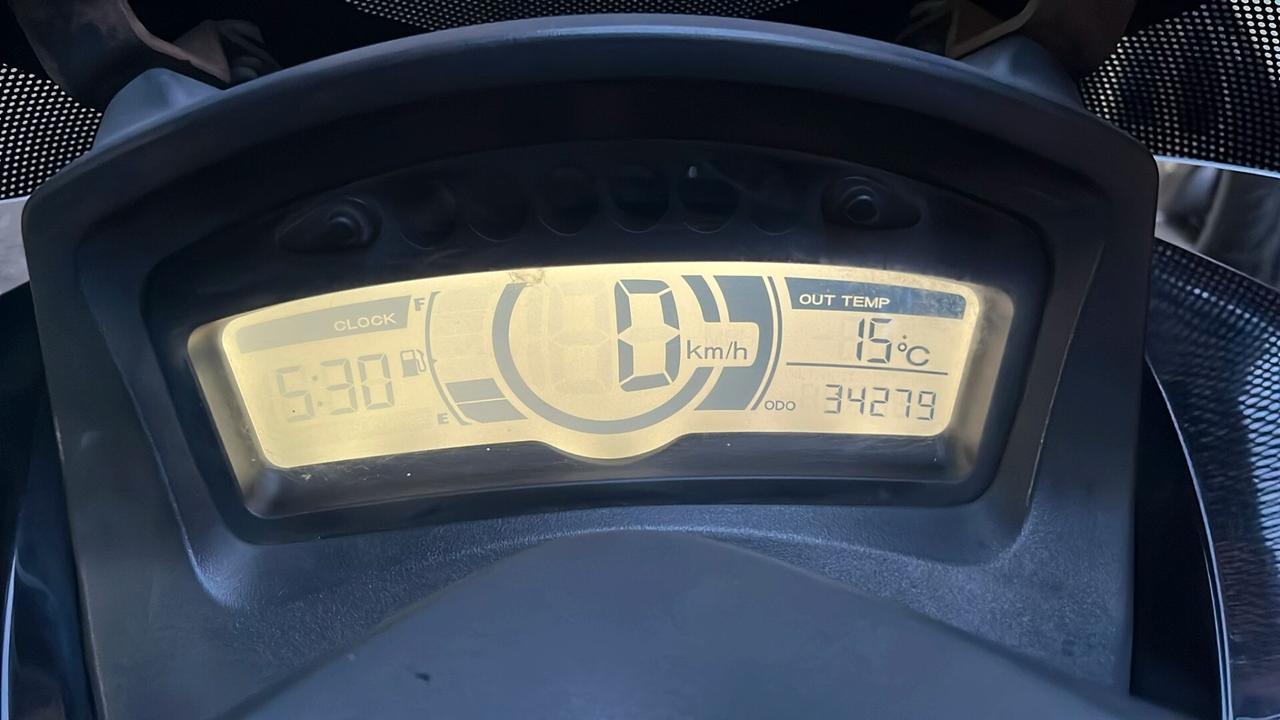 CLOCK
5:30
F
E
0
km/h
OUT TEMP
15°C
ODO 34279